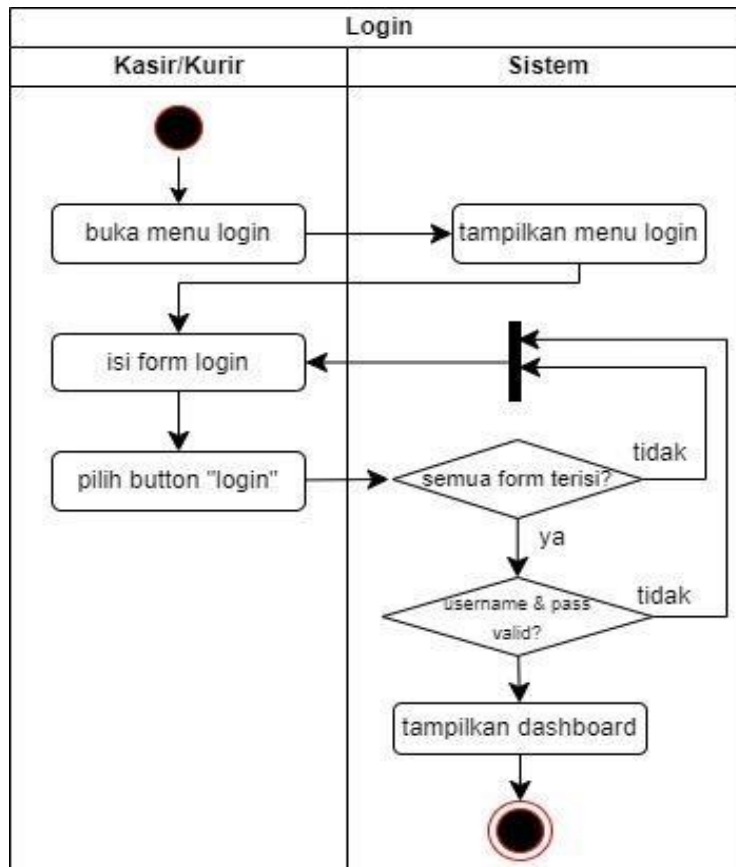 Login
Kasir/Kurir
Sistem
buka menu login
tampilkan menu login
isi form login
pilih button "login"
semua form terisi?
tidak
ya
username & pass
valid?
tidak
tampilkan dashboard